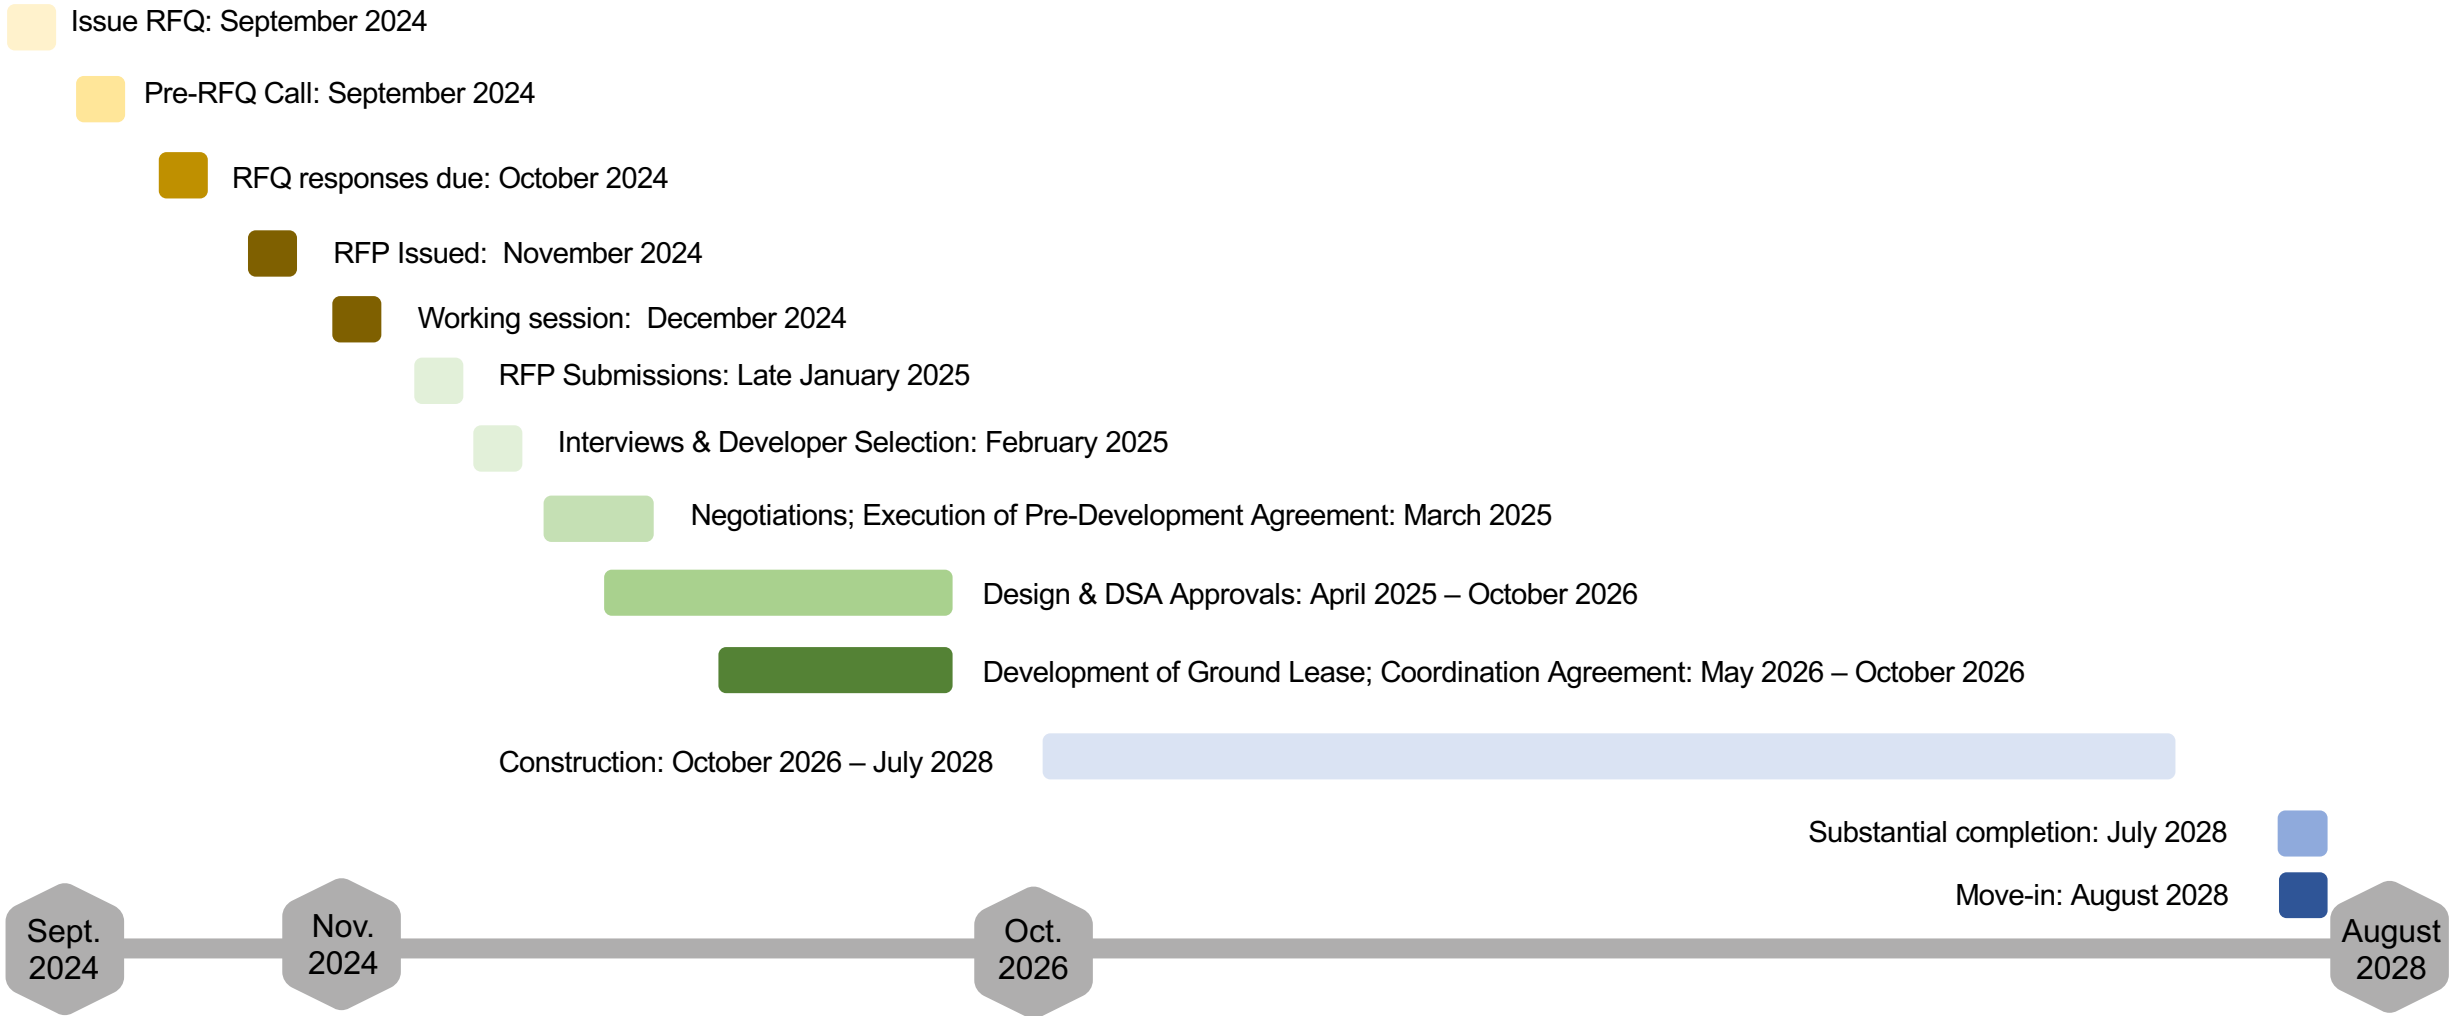 Issue RFQ: September 2024
Pre-RFQ Call: September 2024
RFQ responses due: October 2024
RFP Issued:  November 2024
Working session:  December 2024
RFP Submissions: Late January 2025
Interviews & Developer Selection: February 2025
Negotiations; Execution of Pre-Development Agreement: March 2025
Design & DSA Approvals: April 2025 – October 2026
Development of Ground Lease; Coordination Agreement: May 2026 – October 2026
Construction: October 2026 – July 2028
Substantial completion: July 2028
Move-in: August 2028
Sept.
2024
Nov.
2024
Oct.
2026
August
2028